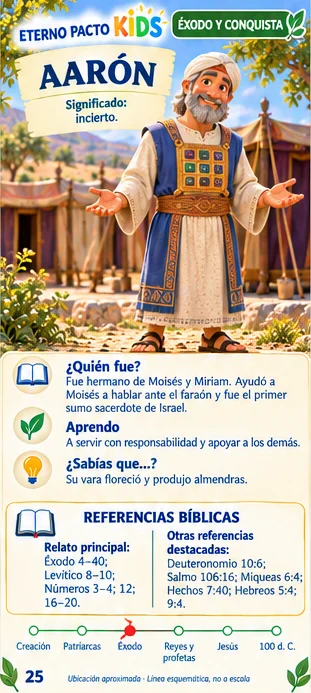 ETERNO PACTO KIDS
ÉXODO Y CONQUISTA
AARÓN
Significado:
incierto.
¿Quién fue?
Fue hermano de Moisés y Miriam. Ayudó a
Moisés a hablar ante el faraón y fue el primer
sumo sacerdote de Israel.
Aprendo
A servir con responsabilidad y apoyar a los demás.
¿Sabías que...?
Su vara floreció y produjo almendras.
REFERENCIAS BÍBLICAS
Relato principal:
Éxodo 4–40;
Levítico 8–10;
Números 3–4; 12;
16–20.
Otras referencias
destacadas:
Deuteronomio 10:6;
Salmo 106:16; Miqueas 6:4;
Hechos 7:40; Hebreos 5:4;
9:4.
Creación Patriarcas Éxodo Reyes y profetas Jesús 100 d. C.
25
Ubicación aproximada · Línea esquemática, no a escala